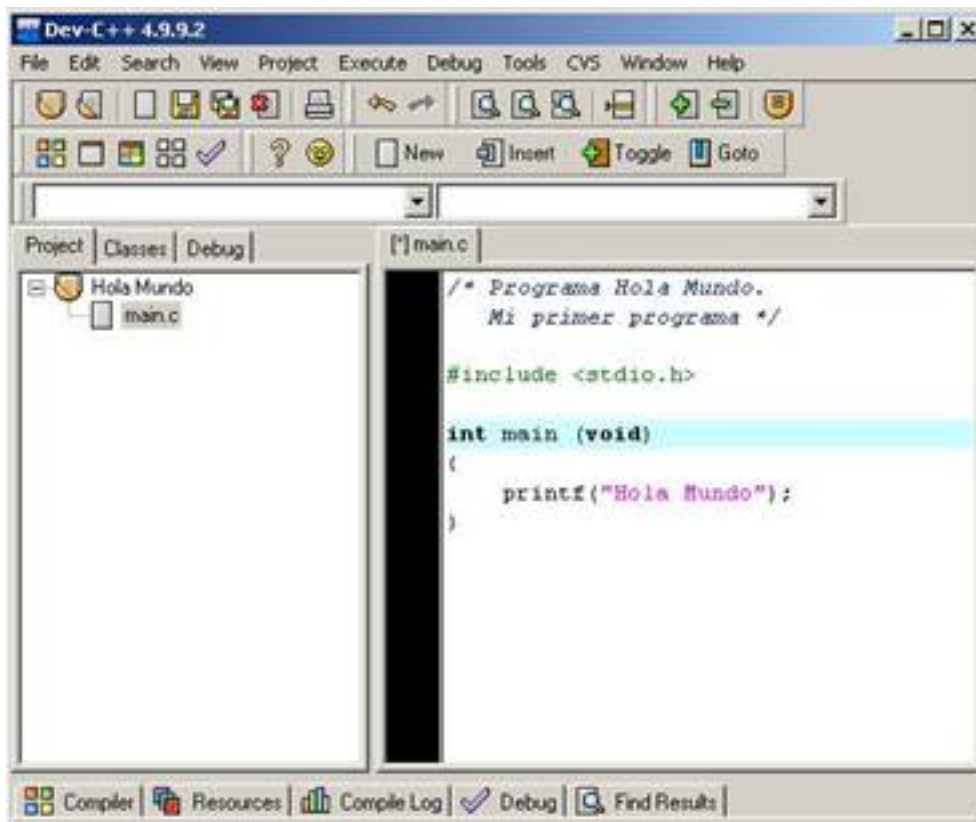 Dev-C++ 4.9.9.2
File Edit Search View Project Execute Debug Tools CVS Window Help
New Insert Toggle Goto
Project Classes Debug
[*] main.c
Hola Mundo
main.c
/* Programa Hola Mundo.
Mi primer programa */
#include <stdio.h>
int main (void)
{
printf("Hola Mundo");
}
Compiler Resources Compile Log Debug Find Results